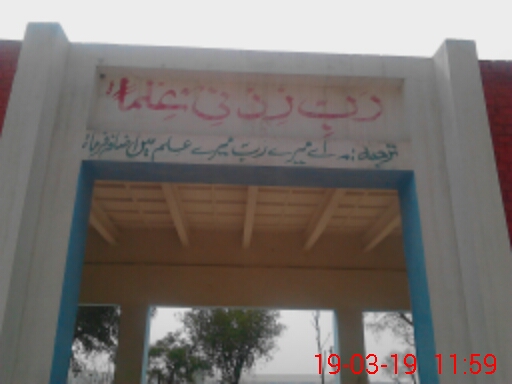 رَبِّ زِدْ نِیْ عِلْمًا
ترجمہ:۔ اے میرے رب میرے علم میں اضافہ فرما
19-03-19 11:59